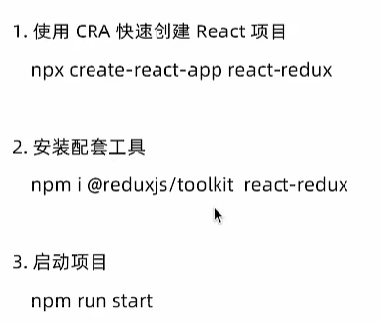 1. 使用 CRA 快速创建 React 项目
npx create-react-app react-redux
2. 安装配套工具
npm i @reduxjs/toolkit react-redux
3. 启动项目
npm run start